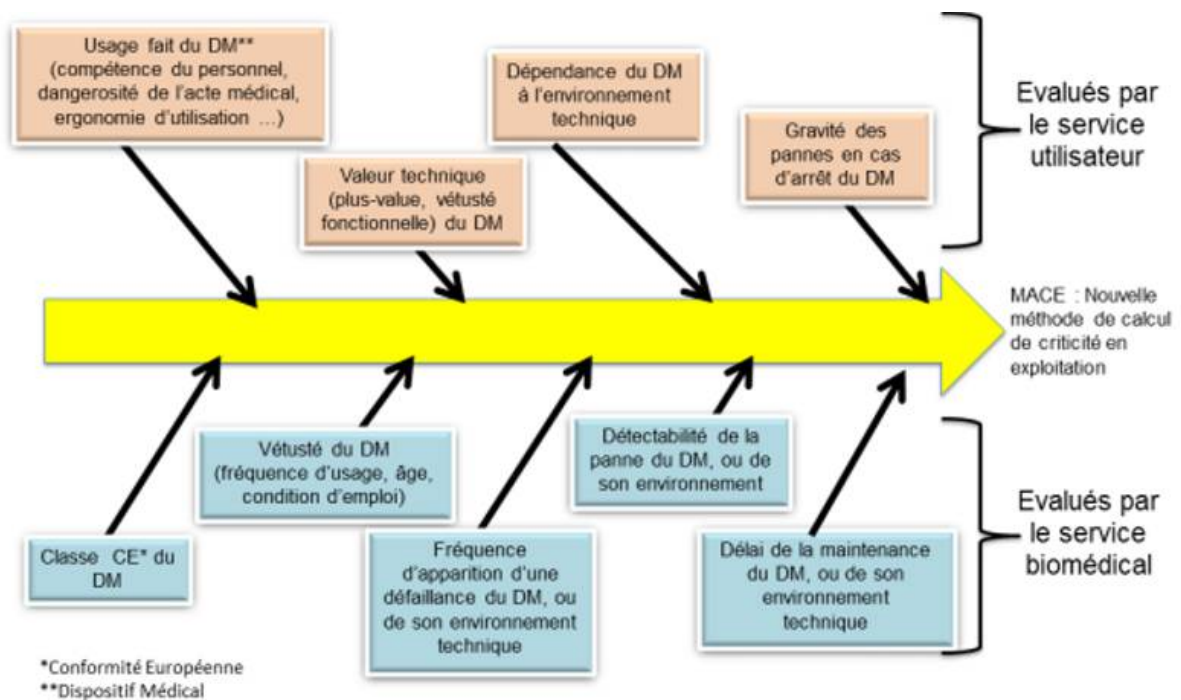 Usage fait du DM**
(compétence du personnel,
dangerosité de l'acte médical,
ergonomie d'utilisation ...)
Dépendance du DM
à l'environnement
technique
Evalués par
le service
utilisateur
Gravité des
pannes en cas
d'arrêt du DM
Valeur technique
(plus-value, vétusté
fonctionnelle) du DM
MACE : Nouvelle
méthode de calcul
de criticité en
exploitation
Vétusté du DM
(fréquence d'usage, âge,
condition d'emploi)
Détectabilité de la
panne du DM, ou de
son environnement
Evalués par
le service
biomédical
Classe CE* du
DM
Fréquence
d'apparition d'une
défaillance du DM, ou
de son environnement
technique
Délai de la maintenance
du DM, ou de son
environnement
technique
*Conformité Européenne
**Dispositif Médical